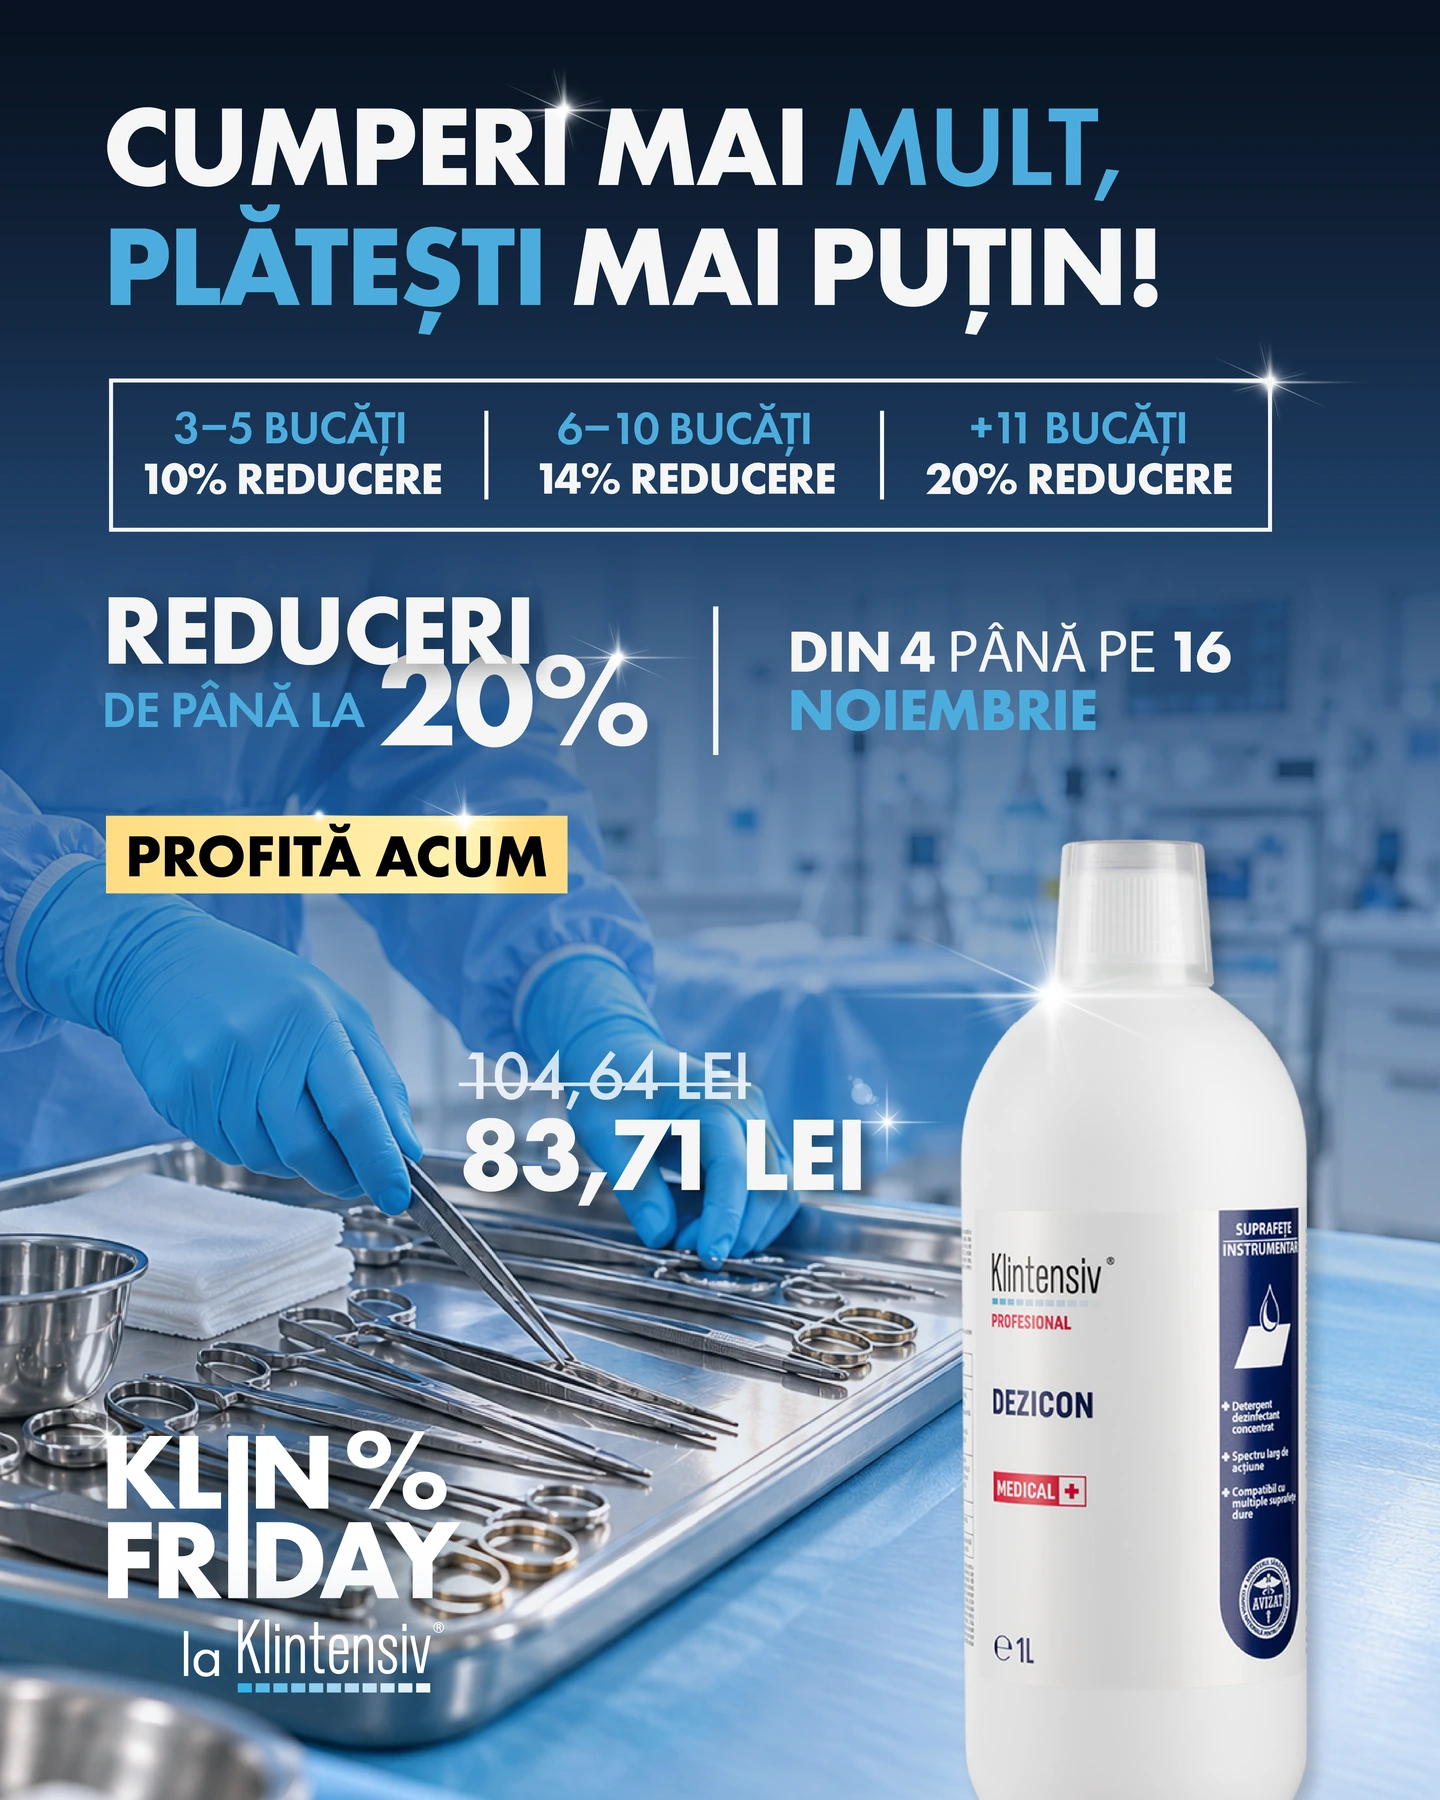 CUMPERI MAI MULT,
PLĂTEȘTI MAI PUȚIN!
3–5 BUCĂȚI
10% REDUCERE
6–10 BUCĂȚI
14% REDUCERE
+11 BUCĂȚI
20% REDUCERE
REDUCERI
DE PÂNĂ LA 20%
DIN 4 PÂNĂ PE 16
NOIEMBRIE
PROFITĂ ACUM
104,64 LEI
83,71 LEI
SUPRAFEȚE
INSTRUMENTAR
Klintensiv®
PROFESIONAL
DEZICON
MEDICAL +
+ Detergent
dezinfectant
concentrat
+ Spectru larg de
acțiune
+ Compatibil cu
multiple suprafețe
dure
AVIZAT
℮ 1L
KLIN %
FRIDAY
la Klintensiv®